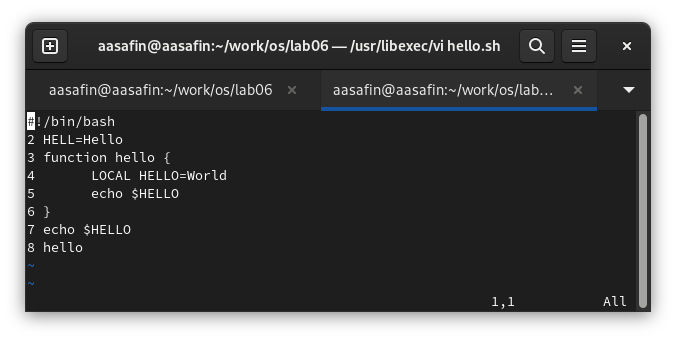 aasafin@aasafin:~/work/os/lab06 — /usr/libexec/vi hello.sh
aasafin@aasafin:~/work/os/lab06
aasafin@aasafin:~/work/os/lab...
#!/bin/bash
2 HELL=Hello
3 function hello {
4 LOCAL HELLO=World
5 echo $HELLO
6 }
7 echo $HELLO
8 hello
~
~
1,1 All